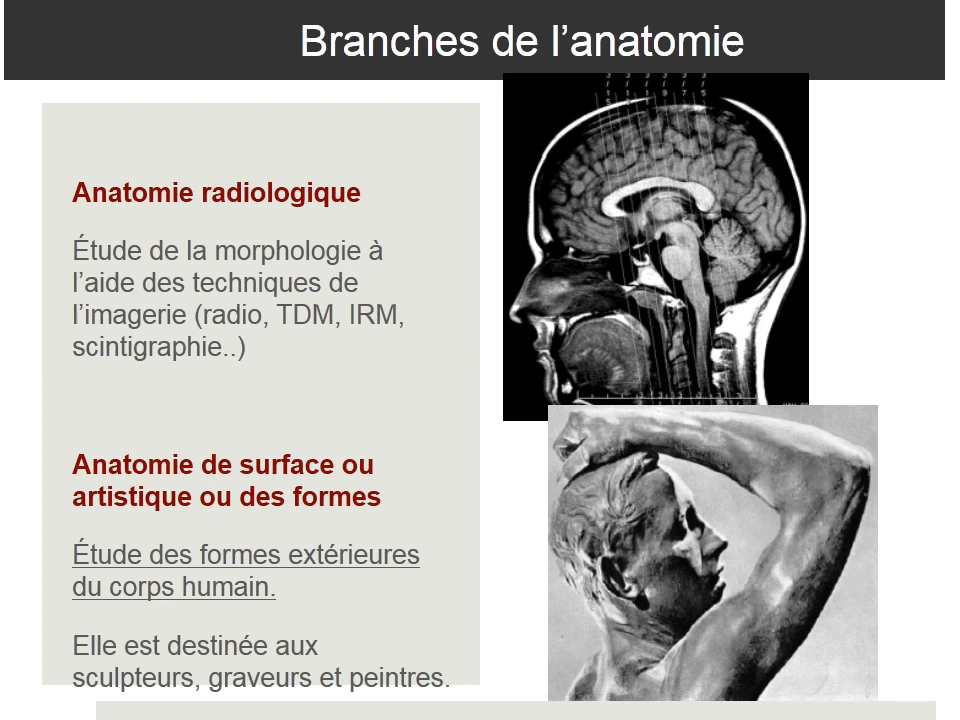 Branches de l’anatomie
Anatomie radiologique
Étude de la morphologie à
l’aide des techniques de
l’imagerie (radio, TDM, IRM,
scintigraphie..)
Anatomie de surface ou
artistique ou des formes
Étude des formes extérieures
du corps humain.
Elle est destinée aux
sculpteurs, graveurs et peintres.